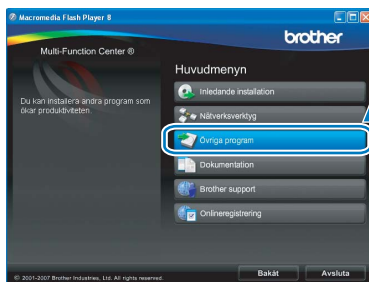 Macromedia Flash Player 8
brother
Multi-Function Center ®
Huvudmenyn
Du kan installera andra program som
ökar produktiviteten.
Inledande installation
Nätverksverktyg
Övriga program
Dokumentation
Brother support
Onlineregistrering
© 2001-2007 Brother Industries, Ltd. All rights reserved.
Bakåt
Avsluta